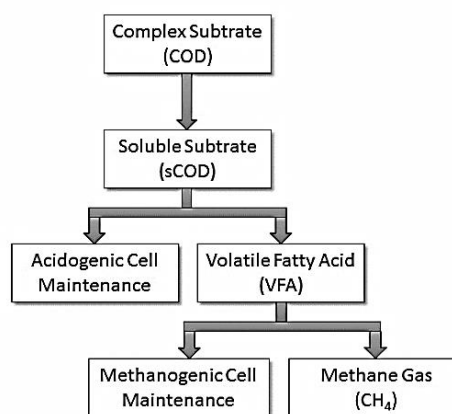 Complex Subtrate
(COD)
Soluble Subtrate
(sCOD)
Acidogenic Cell
Maintenance
Volatile Fatty Acid
(VFA)
Methanogenic Cell
Maintenance
Methane Gas
(CH₄)